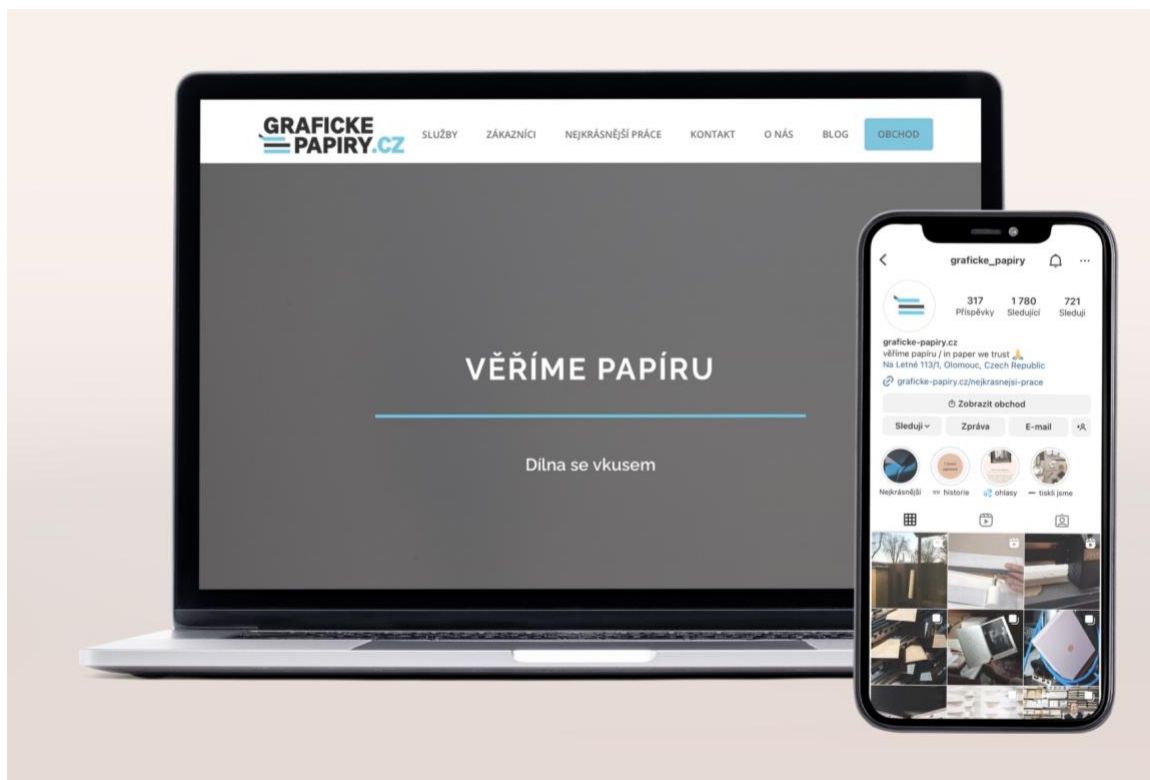 GRAFICKE
PAPIRY.CZ
SLUŽBY ZÁKAZNÍCI NEJKRÁSNĚJŠÍ PRÁCE KONTAKT O NÁS BLOG OBCHOD
VĚŘÍME PAPÍRU
Dílna se vkusem
graficke_papiry
317 1 780 721
Příspěvky Sledující Sleduji
graficke-papiry.cz
věříme papíru / in paper we trust 🙏
Na Letné 113/1, Olomouc, Czech Republic
graficke-papiry.cz/nejkrasnejsi-prace
Zobrazit obchod
Sleduji Zpráva E-mail
Nejkrásnější historie ohlasy tiskli jsme